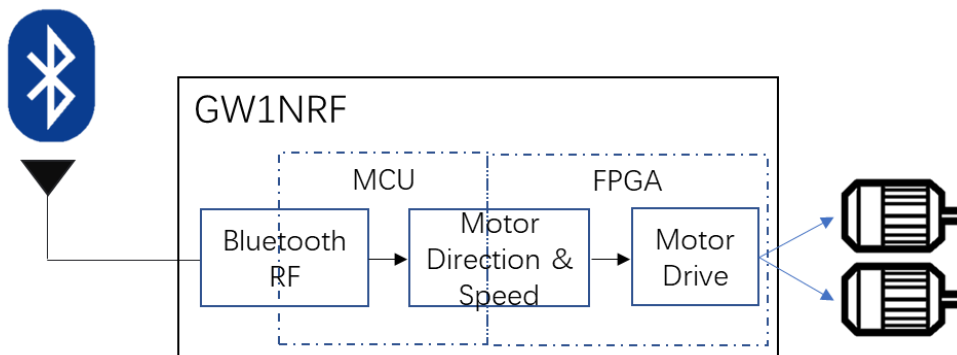 GW1NRF
MCU
FPGA
Bluetooth
RF
Motor
Direction &
Speed
Motor
Drive